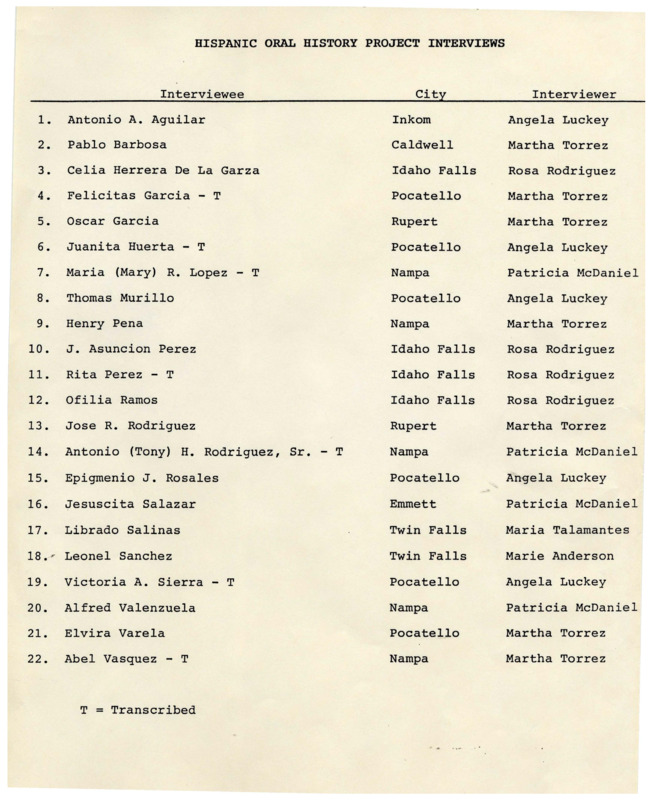 HISPANIC ORAL HISTORY PROJECT INTERVIEWS
Interviewee City Interviewer
1. Antonio A. Aguilar Inkom Angela Luckey
2. Pablo Barbosa Caldwell Martha Torrez
3. Celia Herrera De La Garza Idaho Falls Rosa Rodriguez
4. Felicitas Garcia - T Pocatello Martha Torrez
5. Oscar Garcia Rupert Martha Torrez
6. Juanita Huerta - T Pocatello Angela Luckey
7. Maria (Mary) R. Lopez - T Nampa Patricia McDaniel
8. Thomas Murillo Pocatello Angela Luckey
9. Henry Pena Nampa Martha Torrez
10. J. Asuncion Perez Idaho Falls Rosa Rodriguez
11. Rita Perez - T Idaho Falls Rosa Rodriguez
12. Ofilia Ramos Idaho Falls Rosa Rodriguez
13. Jose R. Rodriguez Rupert Martha Torrez
14. Antonio (Tony) H. Rodriguez, Sr. - T Nampa Patricia McDaniel
15. Epigmenio J. Rosales Pocatello Angela Luckey
16. Jesuscita Salazar Emmett Patricia McDaniel
17. Librado Salinas Twin Falls Maria Talamantes
18. Leonel Sanchez Twin Falls Marie Anderson
19. Victoria A. Sierra - T Pocatello Angela Luckey
20. Alfred Valenzuela Nampa Patricia McDaniel
21. Elvira Varela Pocatello Martha Torrez
22. Abel Vasquez - T Nampa Martha Torrez
T = Transcribed